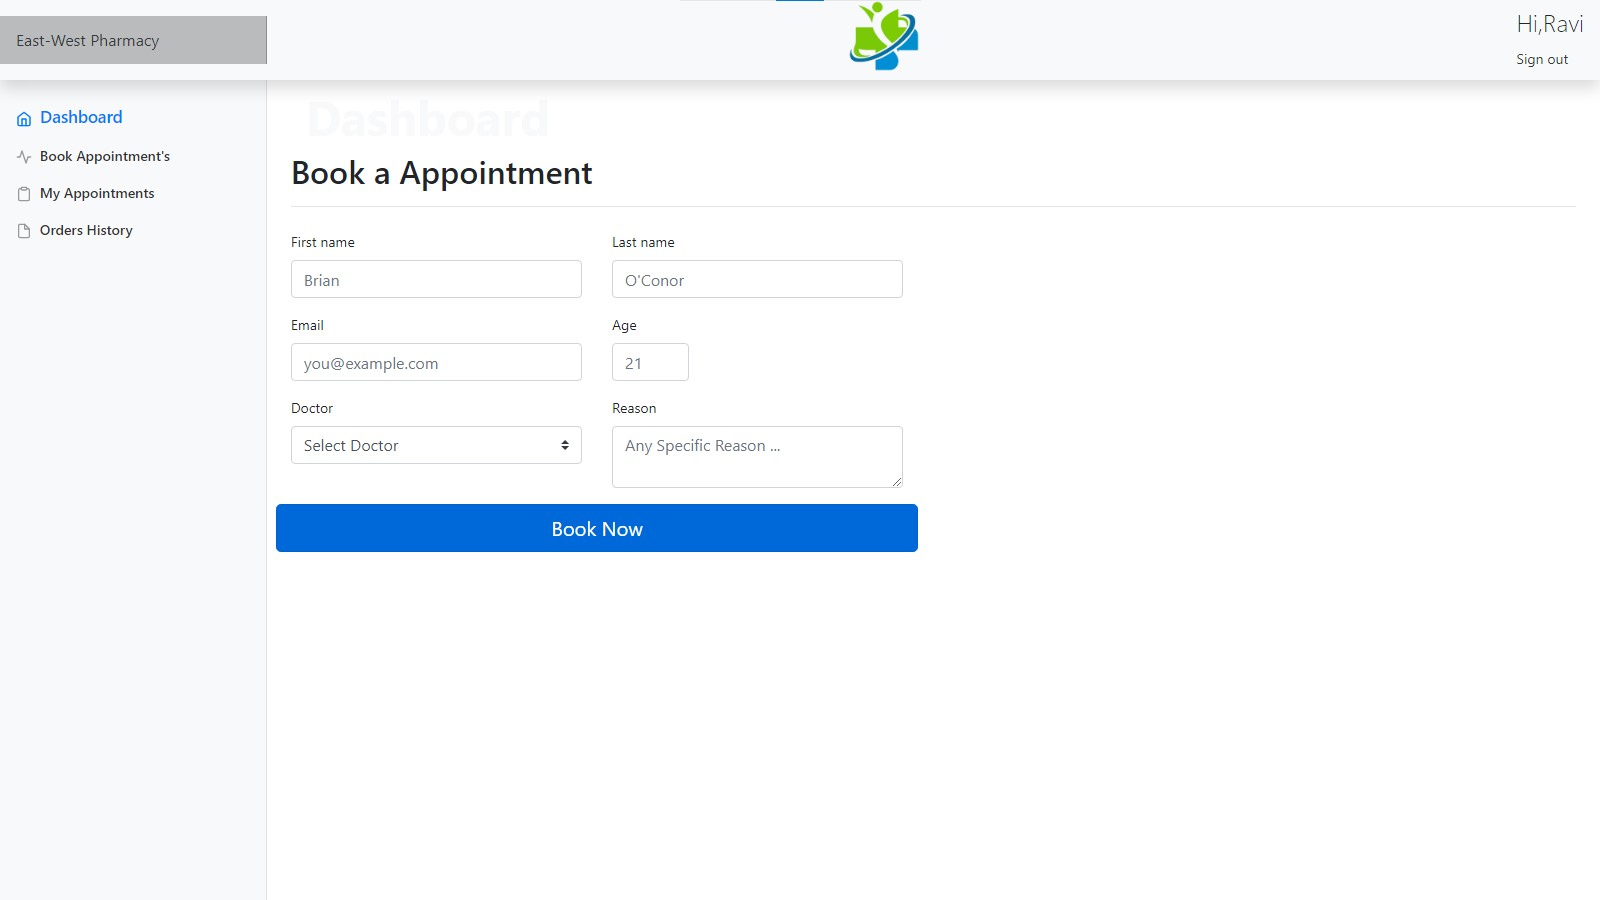 East-West Pharmacy
Hi,Ravi
Sign out
Dashboard
Book Appointment's
My Appointments
Orders History
Dashboard
Book a Appointment
First name
Last name
Brian
O'Conor
Email
Age
you@example.com
21
Doctor
Reason
Select Doctor
Any Specific Reason ...
Book Now